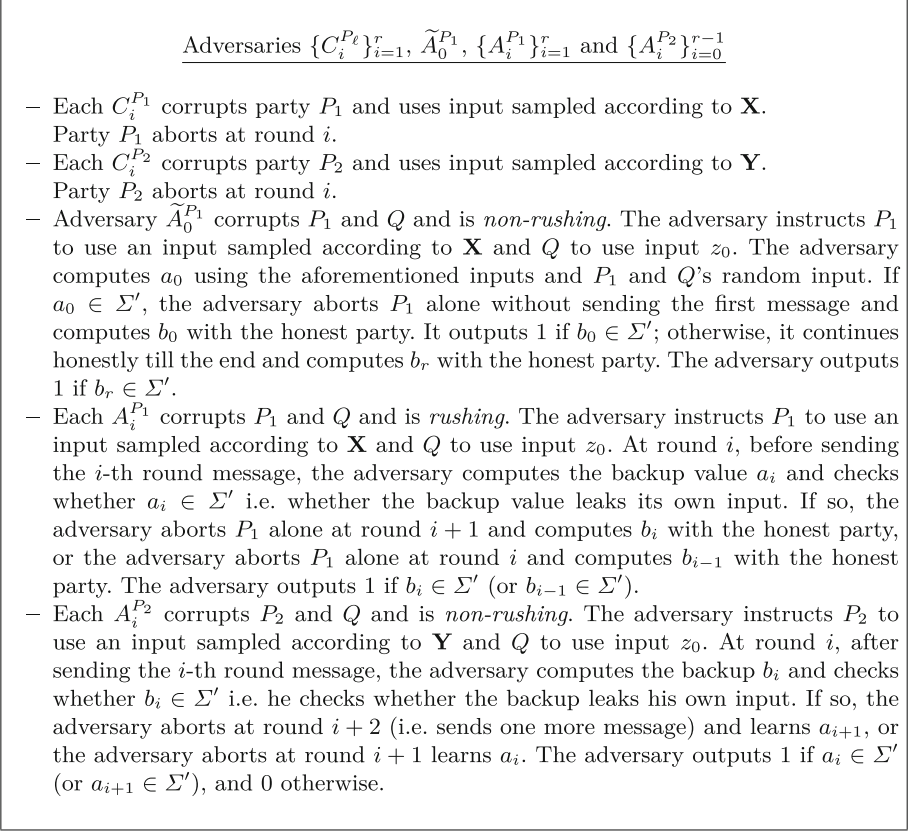 Adversaries {C_i^{P_ℓ}}_{i=1}^r, Ã_0^{P_1}, {A_i^{P_1}}_{i=1}^r and {A_i^{P_2}}_{i=0}^{r−1}
– Each C_i^{P_1} corrupts party P_1 and uses input sampled according to X.
Party P_1 aborts at round i.
– Each C_i^{P_2} corrupts party P_2 and uses input sampled according to Y.
Party P_2 aborts at round i.
– Adversary Ã_0^{P_1} corrupts P_1 and Q and is non-rushing. The adversary instructs P_1
to use an input sampled according to X and Q to use input z_0. The adversary
computes a_0 using the aforementioned inputs and P_1 and Q's random input. If
a_0 ∈ Σ′, the adversary aborts P_1 alone without sending the first message and
computes b_0 with the honest party. It outputs 1 if b_0 ∈ Σ′; otherwise, it continues
honestly till the end and computes b_r with the honest party. The adversary outputs
1 if b_r ∈ Σ′.
– Each A_i^{P_1} corrupts P_1 and Q and is rushing. The adversary instructs P_1 to use an
input sampled according to X and Q to use input z_0. At round i, before sending
the i-th round message, the adversary computes the backup value a_i and checks
whether a_i ∈ Σ′ i.e. whether the backup value leaks its own input. If so, the
adversary aborts P_1 alone at round i + 1 and computes b_i with the honest party,
or the adversary aborts P_1 alone at round i and computes b_{i−1} with the honest
party. The adversary outputs 1 if b_i ∈ Σ′ (or b_{i−1} ∈ Σ′).
– Each A_i^{P_2} corrupts P_2 and Q and is non-rushing. The adversary instructs P_2 to
use an input sampled according to Y and Q to use input z_0. At round i, after
sending the i-th round message, the adversary computes the backup b_i and checks
whether b_i ∈ Σ′ i.e. he checks whether the backup leaks his own input. If so, the
adversary aborts at round i + 2 (i.e. sends one more message) and learns a_{i+1}, or
the adversary aborts at round i + 1 learns a_i. The adversary outputs 1 if a_i ∈ Σ′
(or a_{i+1} ∈ Σ′), and 0 otherwise.